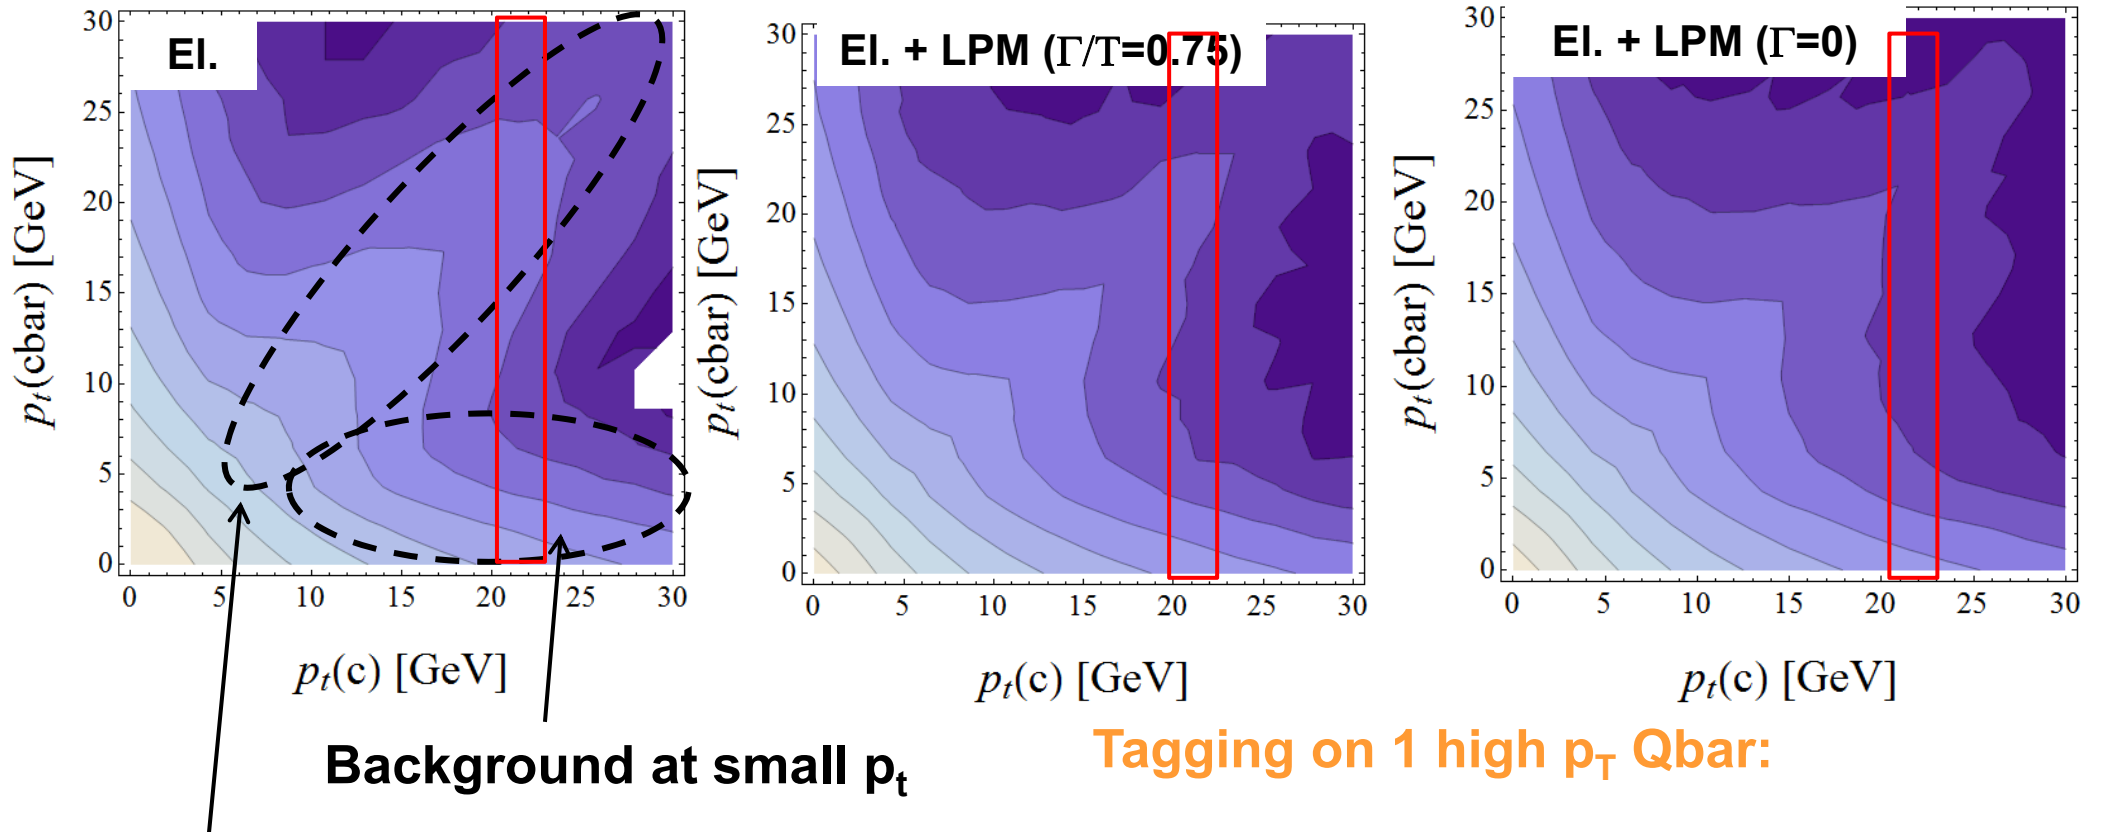 El.
30
25
20
15
10
5
0
0 5 10 15 20 25 30
p_t(cbar) [GeV]
p_t(c) [GeV]
El. + LPM (Γ/T=0.75)
30
25
20
15
10
5
0
0 5 10 15 20 25 30
p_t(cbar) [GeV]
p_t(c) [GeV]
El. + LPM (Γ=0)
30
25
20
15
10
5
0
0 5 10 15 20 25 30
p_t(cbar) [GeV]
p_t(c) [GeV]
Background at small p_t
Tagging on 1 high p_T Qbar: